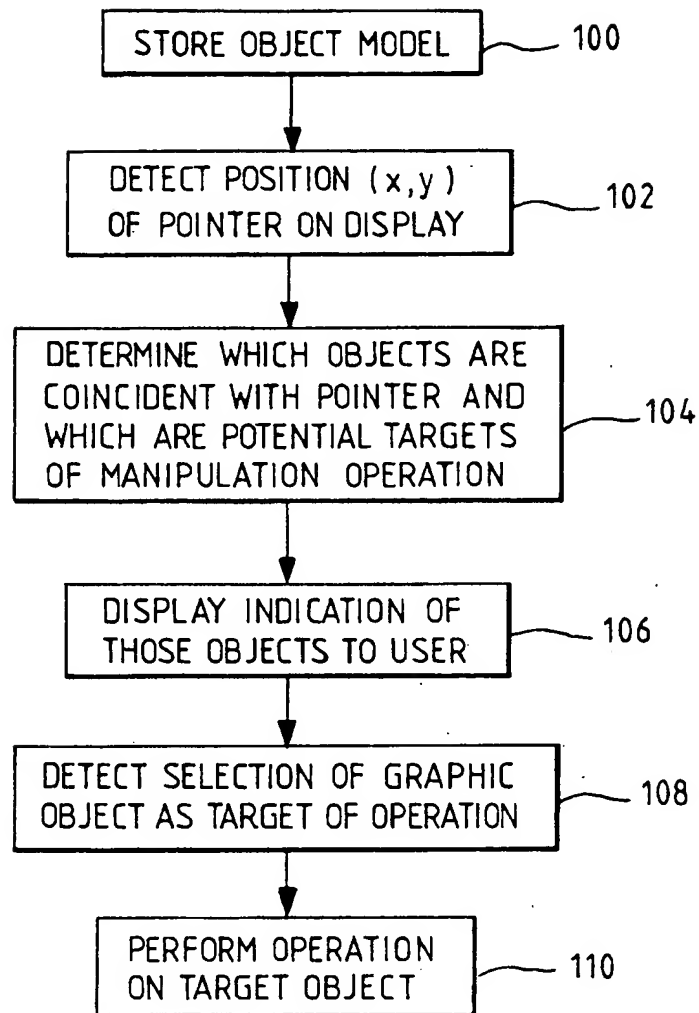 STORE OBJECT MODEL
100
DETECT POSITION (x,y)
OF POINTER ON DISPLAY
102
DETERMINE WHICH OBJECTS ARE
COINCIDENT WITH POINTER AND
WHICH ARE POTENTIAL TARGETS
OF MANIPULATION OPERATION
104
DISPLAY INDICATION OF
THOSE OBJECTS TO USER
106
DETECT SELECTION OF GRAPHIC
OBJECT AS TARGET OF OPERATION
108
PERFORM OPERATION
ON TARGET OBJECT
110